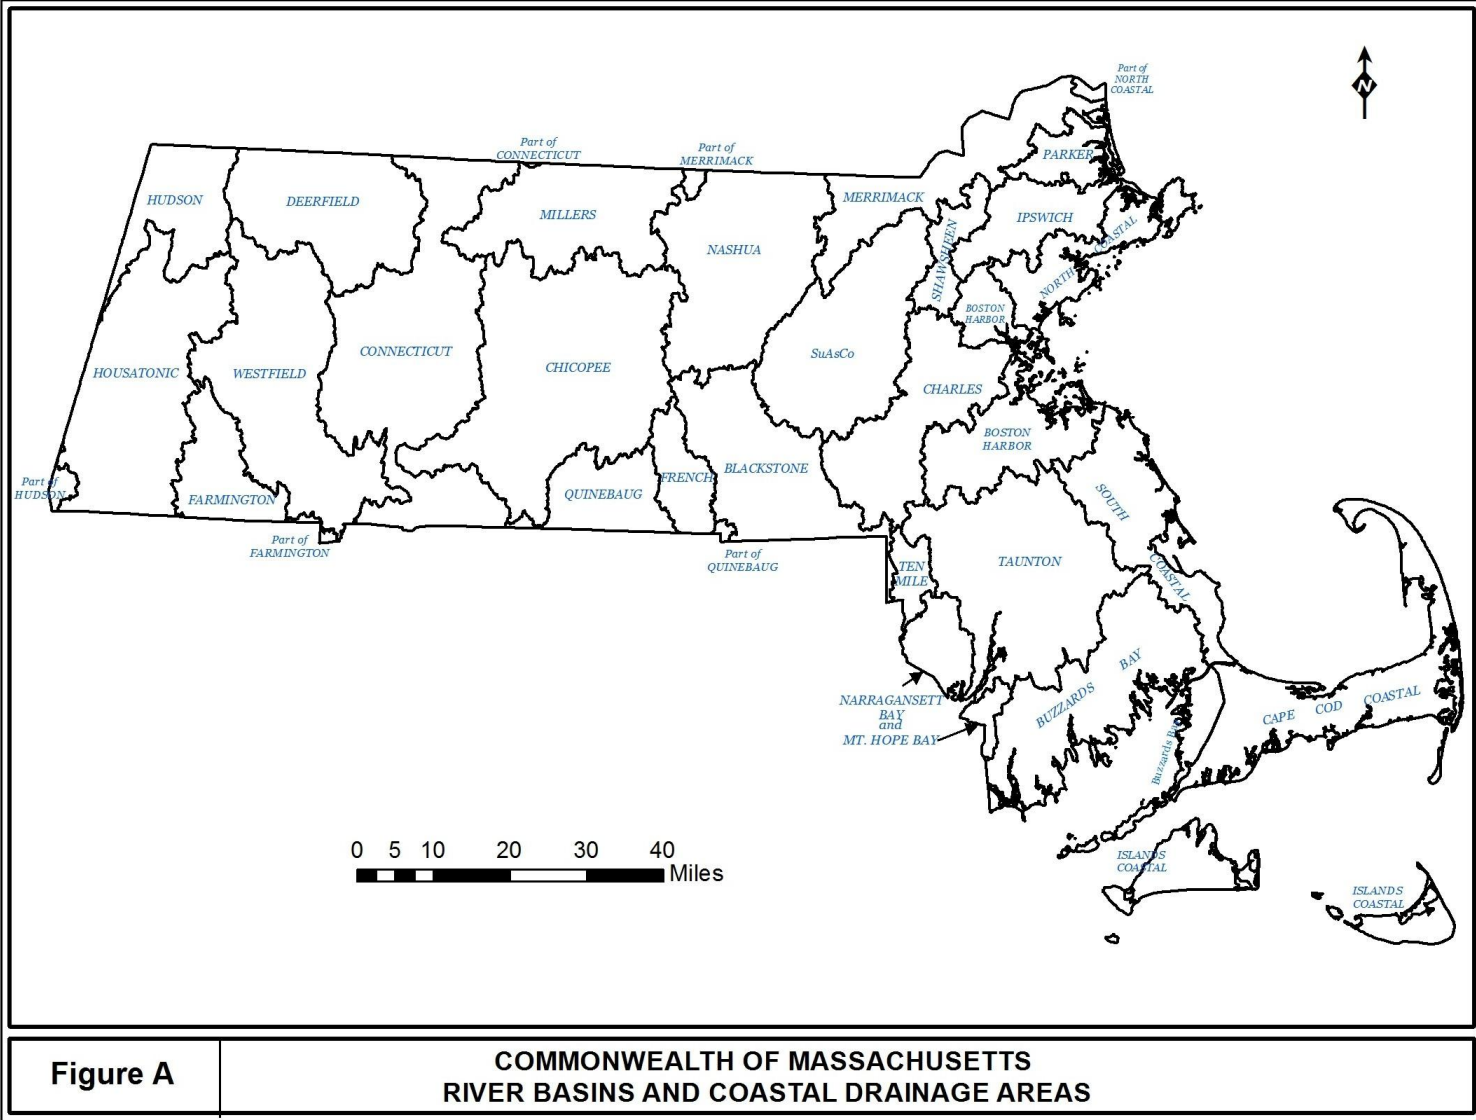 Part of
NORTH
COASTAL
N
Part of
CONNECTICUT
Part of
MERRIMACK
PARKER
HUDSON
DEERFIELD
MILLERS
MERRIMACK
IPSWICH
NASHUA
SHAWSHEEN
NORTH COASTAL
BOSTON
HARBOR
CONNECTICUT
SuAsCo
HOUSATONIC
WESTFIELD
CHICOPEE
CHARLES
BOSTON
HARBOR
BLACKSTONE
FRENCH
Part of
HUDSON
FARMINGTON
QUINEBAUG
SOUTH
COASTAL
Part of
FARMINGTON
Part of
QUINEBAUG
TEN
MILE
TAUNTON
BUZZARDS BAY
NARRAGANSETT
BAY
and
MT. HOPE BAY
Buzzards Bay
CAPE COD COASTAL
ISLANDS
COASTAL
ISLANDS
COASTAL
0 5 10 20 30 40
Miles
Figure A
COMMONWEALTH OF MASSACHUSETTS
RIVER BASINS AND COASTAL DRAINAGE AREAS